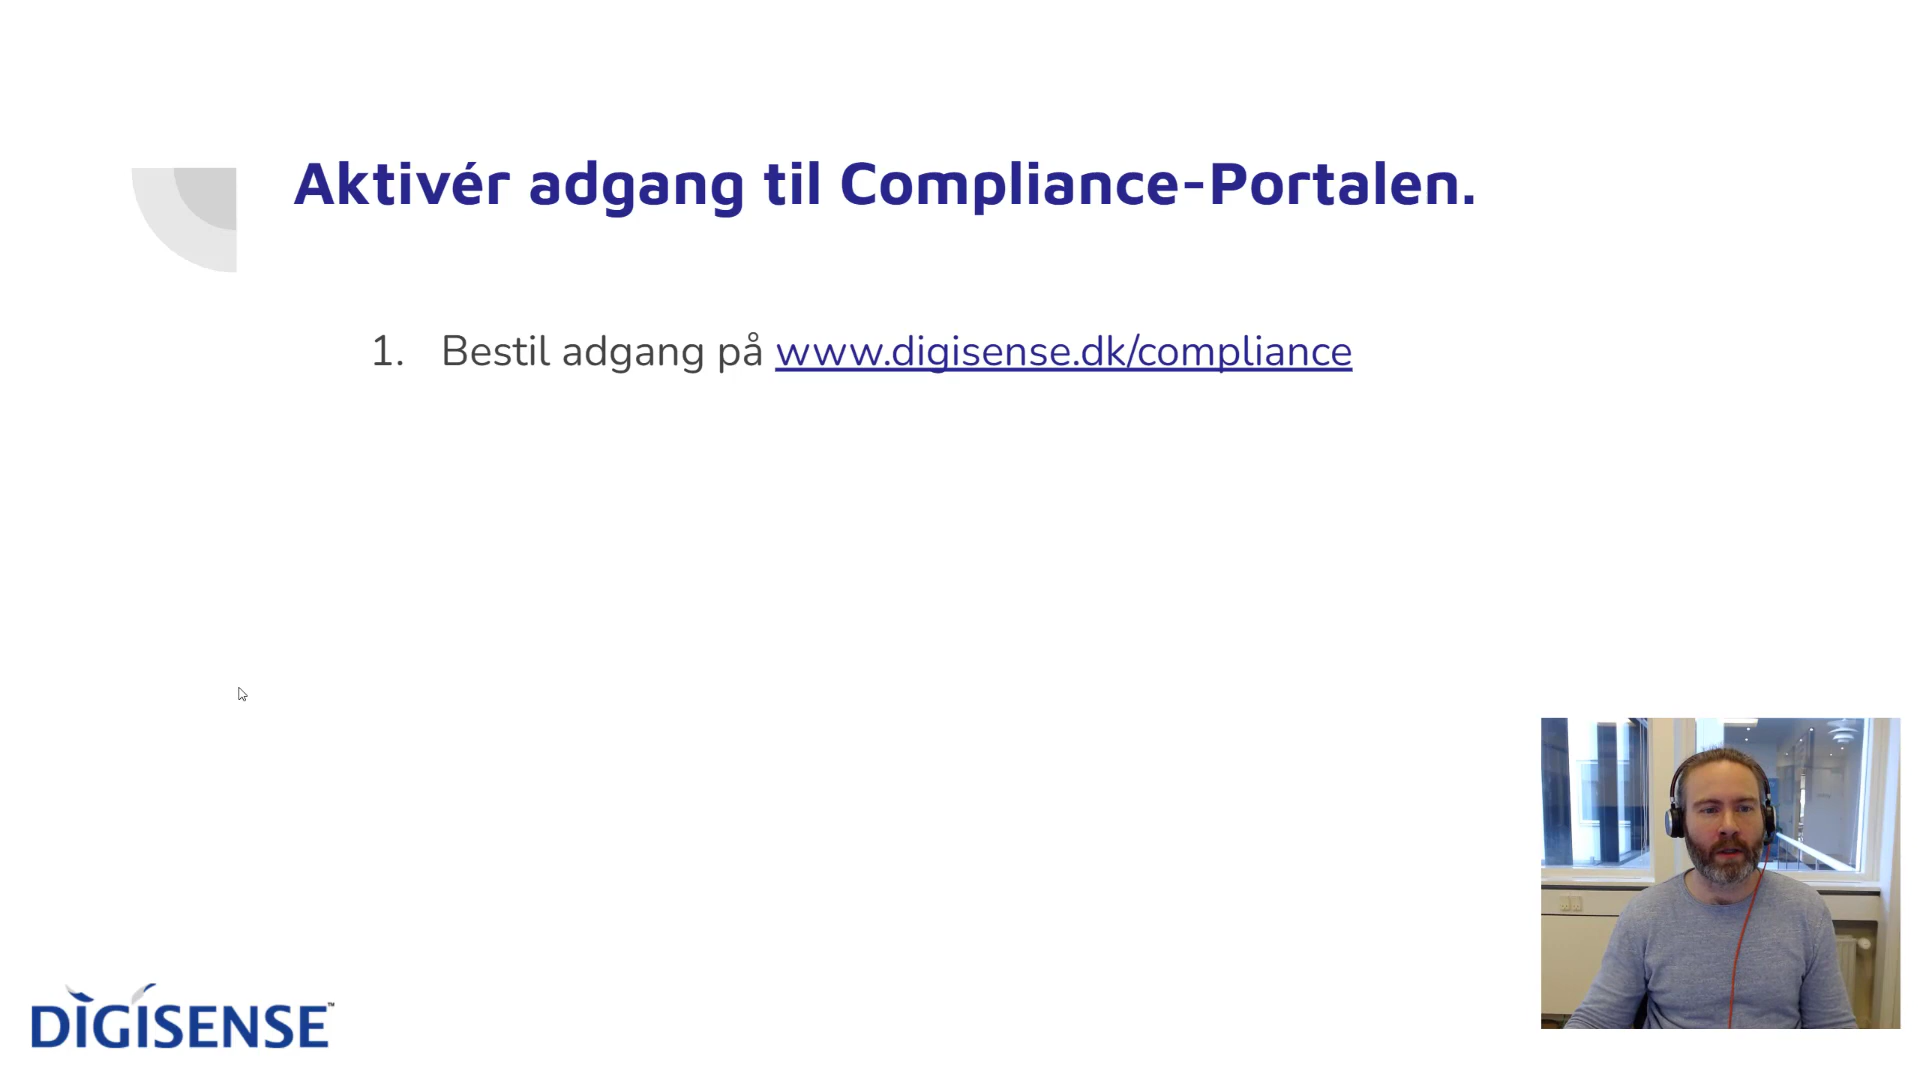 Aktivér adgang til Compliance-Portalen.
1. Bestil adgang på www.digisense.dk/compliance
DIGISENSE™